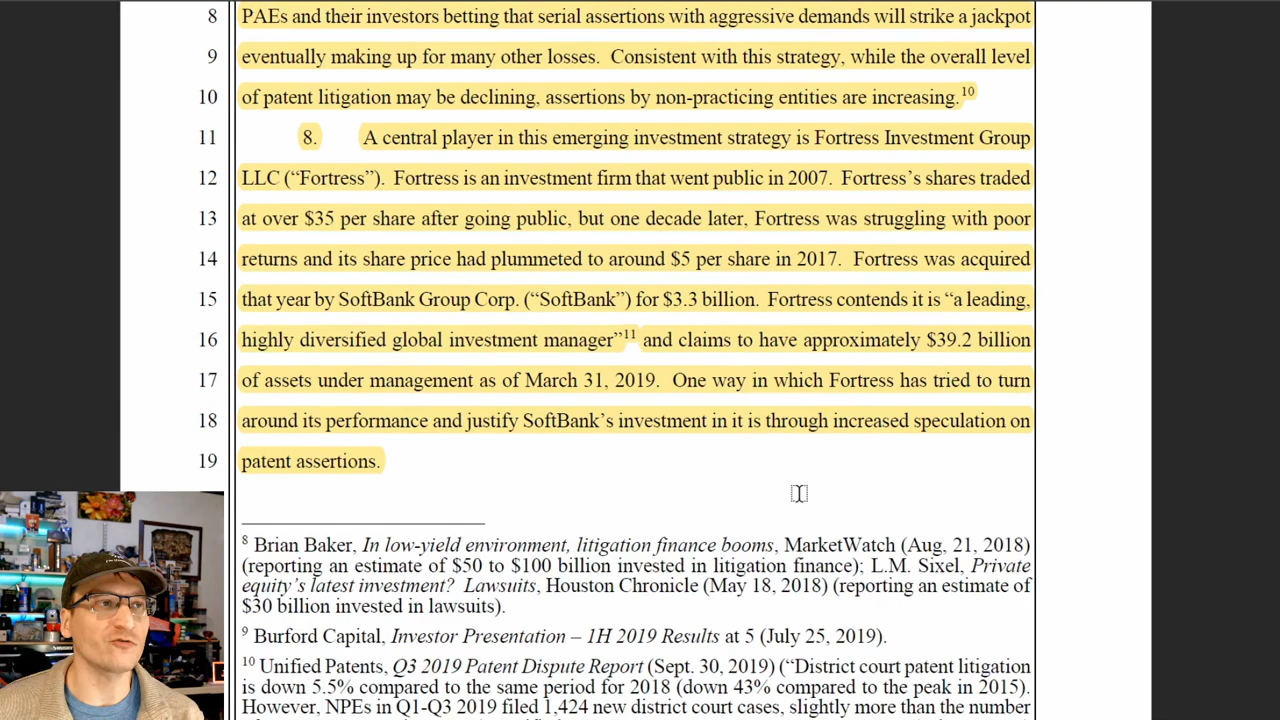 8 PAEs and their investors betting that serial assertions with aggressive demands will strike a jackpot
9 eventually making up for many other losses.  Consistent with this strategy, while the overall level
10 of patent litigation may be declining, assertions by non-practicing entities are increasing.10
11 8. A central player in this emerging investment strategy is Fortress Investment Group
12 LLC (“Fortress”).  Fortress is an investment firm that went public in 2007.  Fortress’s shares traded
13 at over $35 per share after going public, but one decade later, Fortress was struggling with poor
14 returns and its share price had plummeted to around $5 per share in 2017.  Fortress was acquired
15 that year by SoftBank Group Corp. (“SoftBank”) for $3.3 billion.  Fortress contends it is “a leading,
16 highly diversified global investment manager”11 and claims to have approximately $39.2 billion
17 of assets under management as of March 31, 2019.  One way in which Fortress has tried to turn
18 around its performance and justify SoftBank’s investment in it is through increased speculation on
19 patent assertions.
8 Brian Baker, In low-yield environment, litigation finance booms, MarketWatch (Aug, 21, 2018)
(reporting an estimate of $50 to $100 billion invested in litigation finance); L.M. Sixel, Private
equity’s latest investment?  Lawsuits, Houston Chronicle (May 18, 2018) (reporting an estimate of
$30 billion invested in lawsuits).
9 Burford Capital, Investor Presentation – 1H 2019 Results at 5 (July 25, 2019).
10 Unified Patents, Q3 2019 Patent Dispute Report (Sept. 30, 2019) (“District court patent litigation
is down 5.5% compared to the same period for 2018 (down 43% compared to the peak in 2015).
However, NPEs in Q1-Q3 2019 filed 1,424 new district court cases, slightly more than the number